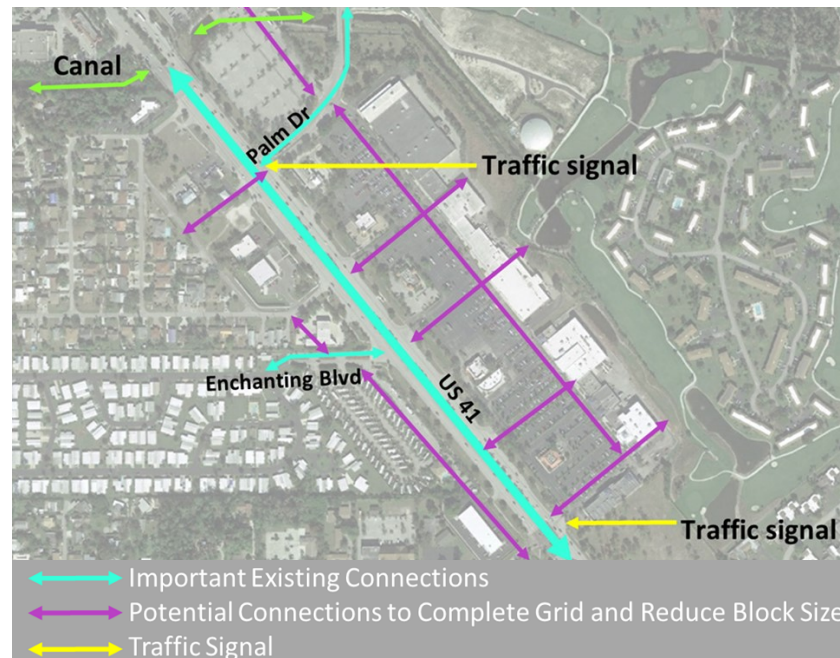 Canal
Palm Dr
Traffic signal
Enchanting Blvd
US 41
Traffic signal
Important Existing Connections
Potential Connections to Complete Grid and Reduce Block Size
Traffic Signal